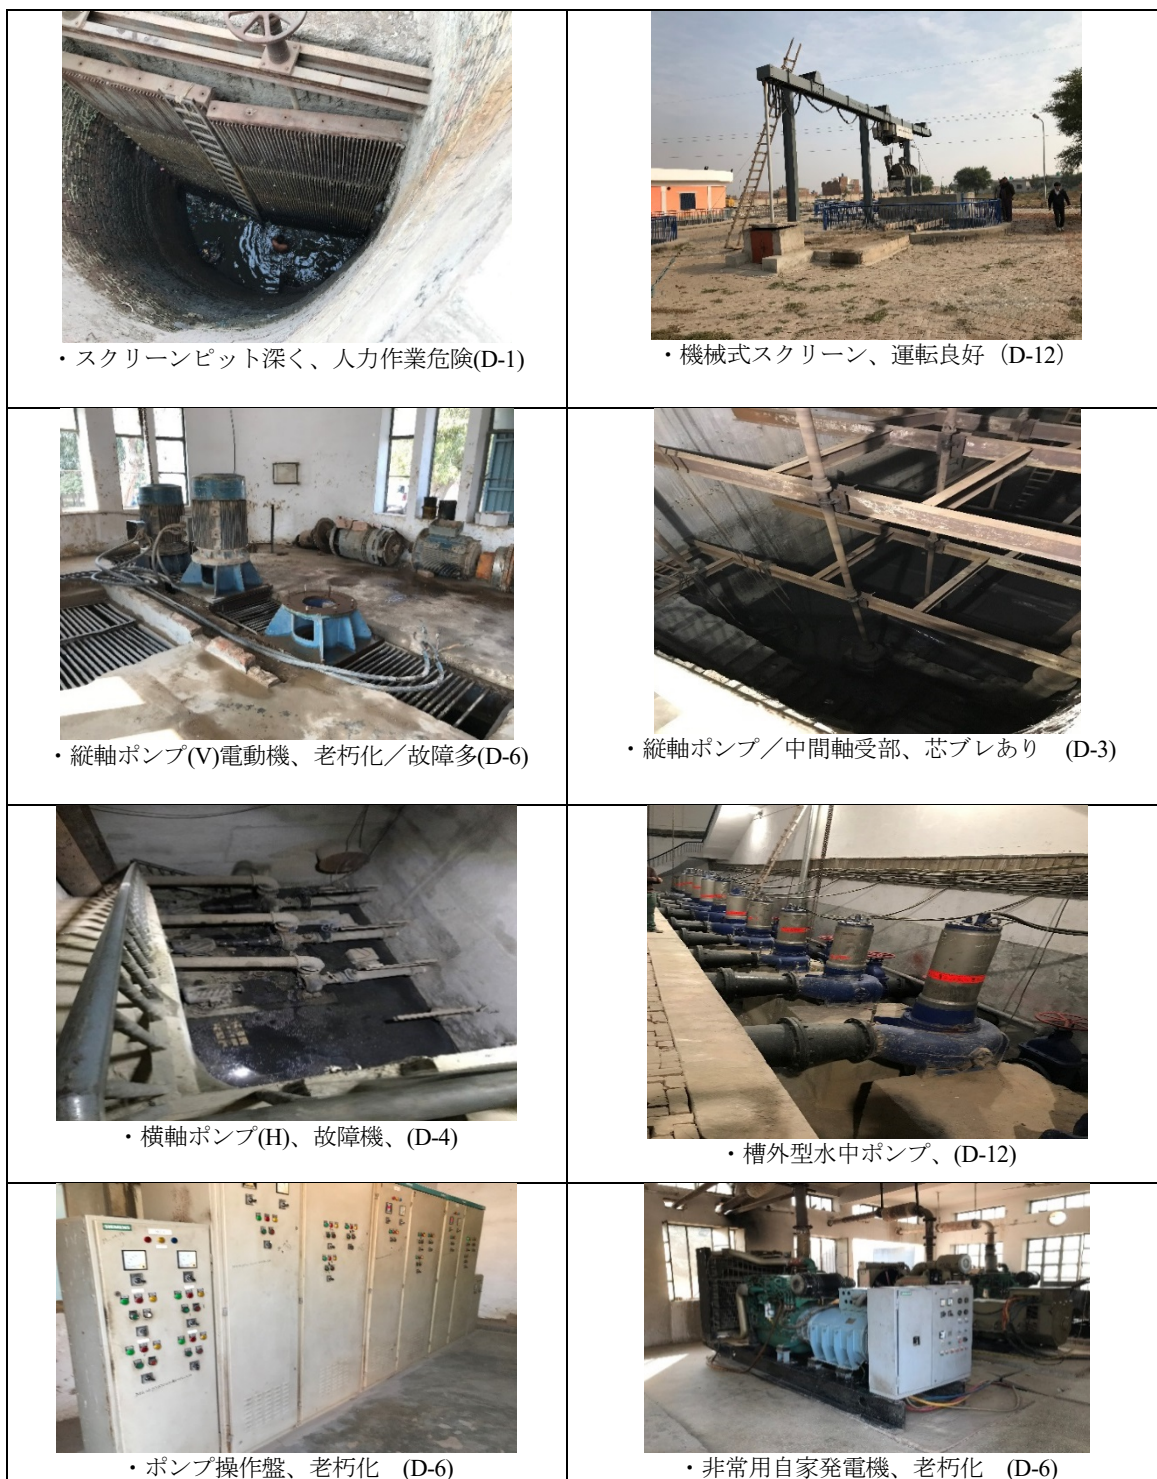 ・スクリーンピット深く、人力作業危険(D-1)
・機械式スクリーン、運転良好（D-12）
・縦軸ポンプ(V)電動機、老朽化／故障多(D-6)
・縦軸ポンプ／中間軸受部、芯ブレあり　(D-3)
・横軸ポンプ(H)、故障機、(D-4)
・槽外型水中ポンプ、(D-12)
・ポンプ操作盤、老朽化　(D-6)
・非常用自家発電機、老朽化　(D-6)